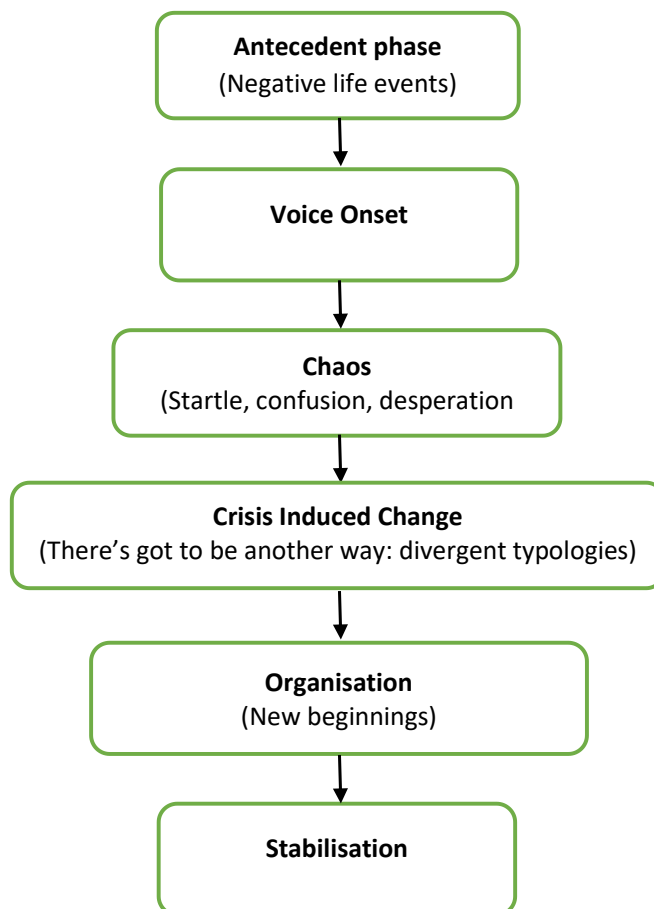 Antecedent phase
(Negative life events)
Voice Onset
Chaos
(Startle, confusion, desperation
Crisis Induced Change
(There’s got to be another way: divergent typologies)
Organisation
(New beginnings)
Stabilisation